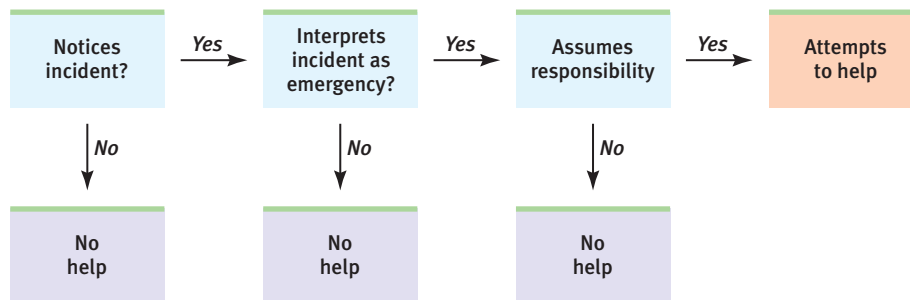 Notices
incident?
Yes
Interprets
incident as
emergency?
Yes
Assumes
responsibility
Yes
Attempts
to help
No
No
No
No
help
No
help
No
help